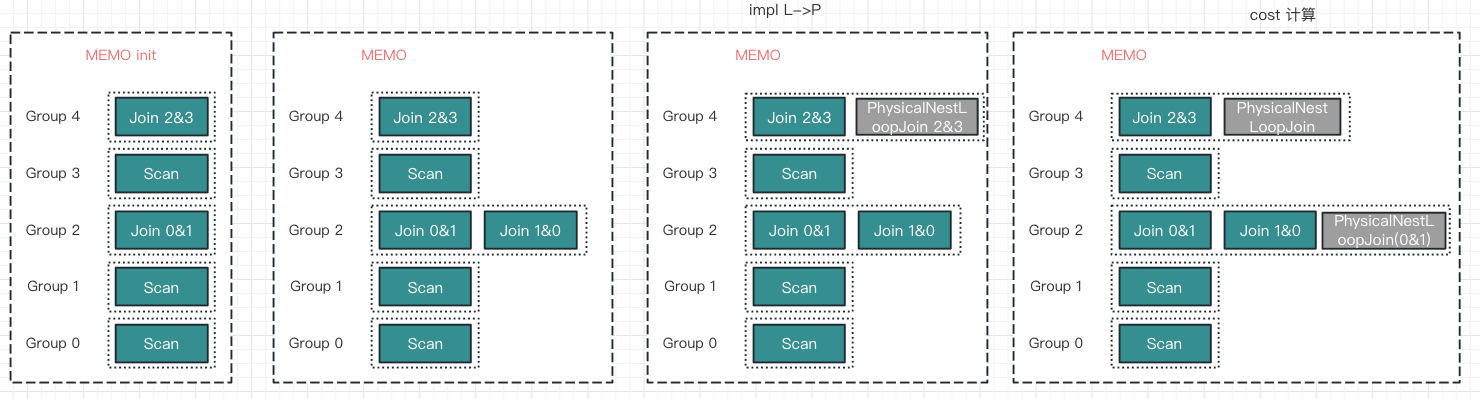 impl L->P
cost 计算
MEMO init
Group 4
Join 2&3
Group 3
Scan
Group 2
Join 0&1
Group 1
Scan
Group 0
Scan
MEMO
Group 4
Join 2&3
Group 3
Scan
Group 2
Join 0&1
Join 1&0
Group 1
Scan
Group 0
Scan
MEMO
Group 4
Join 2&3
PhysicalNestL
oopJoin 2&3
Group 3
Scan
Group 2
Join 0&1
Join 1&0
Group 1
Scan
Group 0
Scan
MEMO
Group 4
Join 2&3
PhysicalNest
LoopJoin
Group 3
Scan
Group 2
Join 0&1
Join 1&0
PhysicalNestL
oopJoin(0&1)
Group 1
Scan
Group 0
Scan